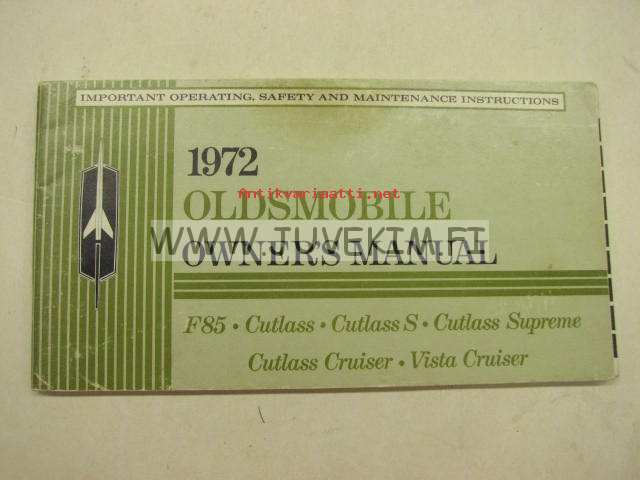 IMPORTANT OPERATING, SAFETY AND MAINTENANCE INSTRUCTIONS
1972
Antikvariaatti.net
OLDSMOBILE
WWW.JUVEKIM.FI
OWNER'S MANUAL
F85 • Cutlass • Cutlass S • Cutlass Supreme
Cutlass Cruiser • Vista Cruiser